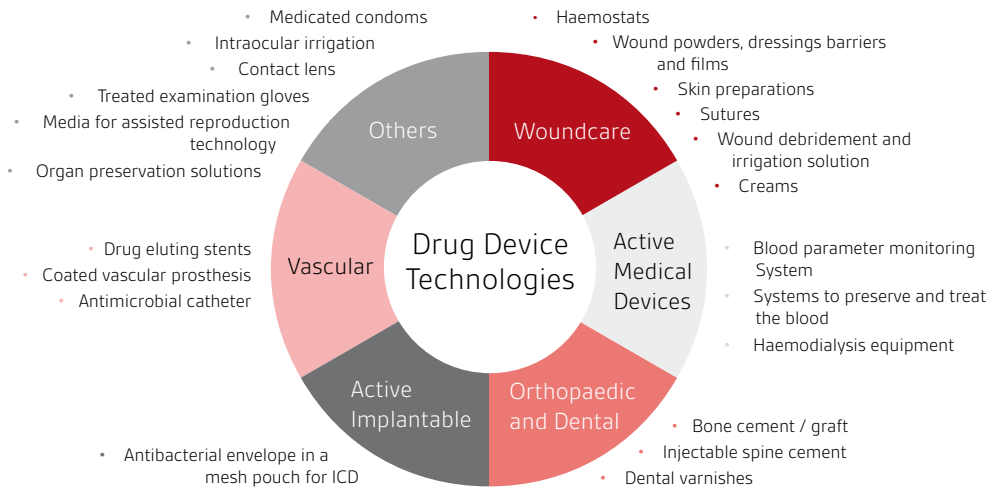 Medicated condoms
Intraocular irrigation
Contact lens
Treated examination gloves
Media for assisted reproduction
technology
Organ preservation solutions
Others
Haemostats
Wound powders, dressings barriers
and films
Skin preparations
Sutures
Wound debridement and
irrigation solution
Creams
Woundcare
Drug eluting stents
Coated vascular prosthesis
Antimicrobial catheter
Vascular
Drug Device
Technologies
Active
Medical
Devices
Blood parameter monitoring
System
Systems to preserve and treat
the blood
Haemodialysis equipment
Active
Implantable
Antibacterial envelope in a
mesh pouch for ICD
Orthopaedic
and Dental
Bone cement / graft
Injectable spine cement
Dental varnishes